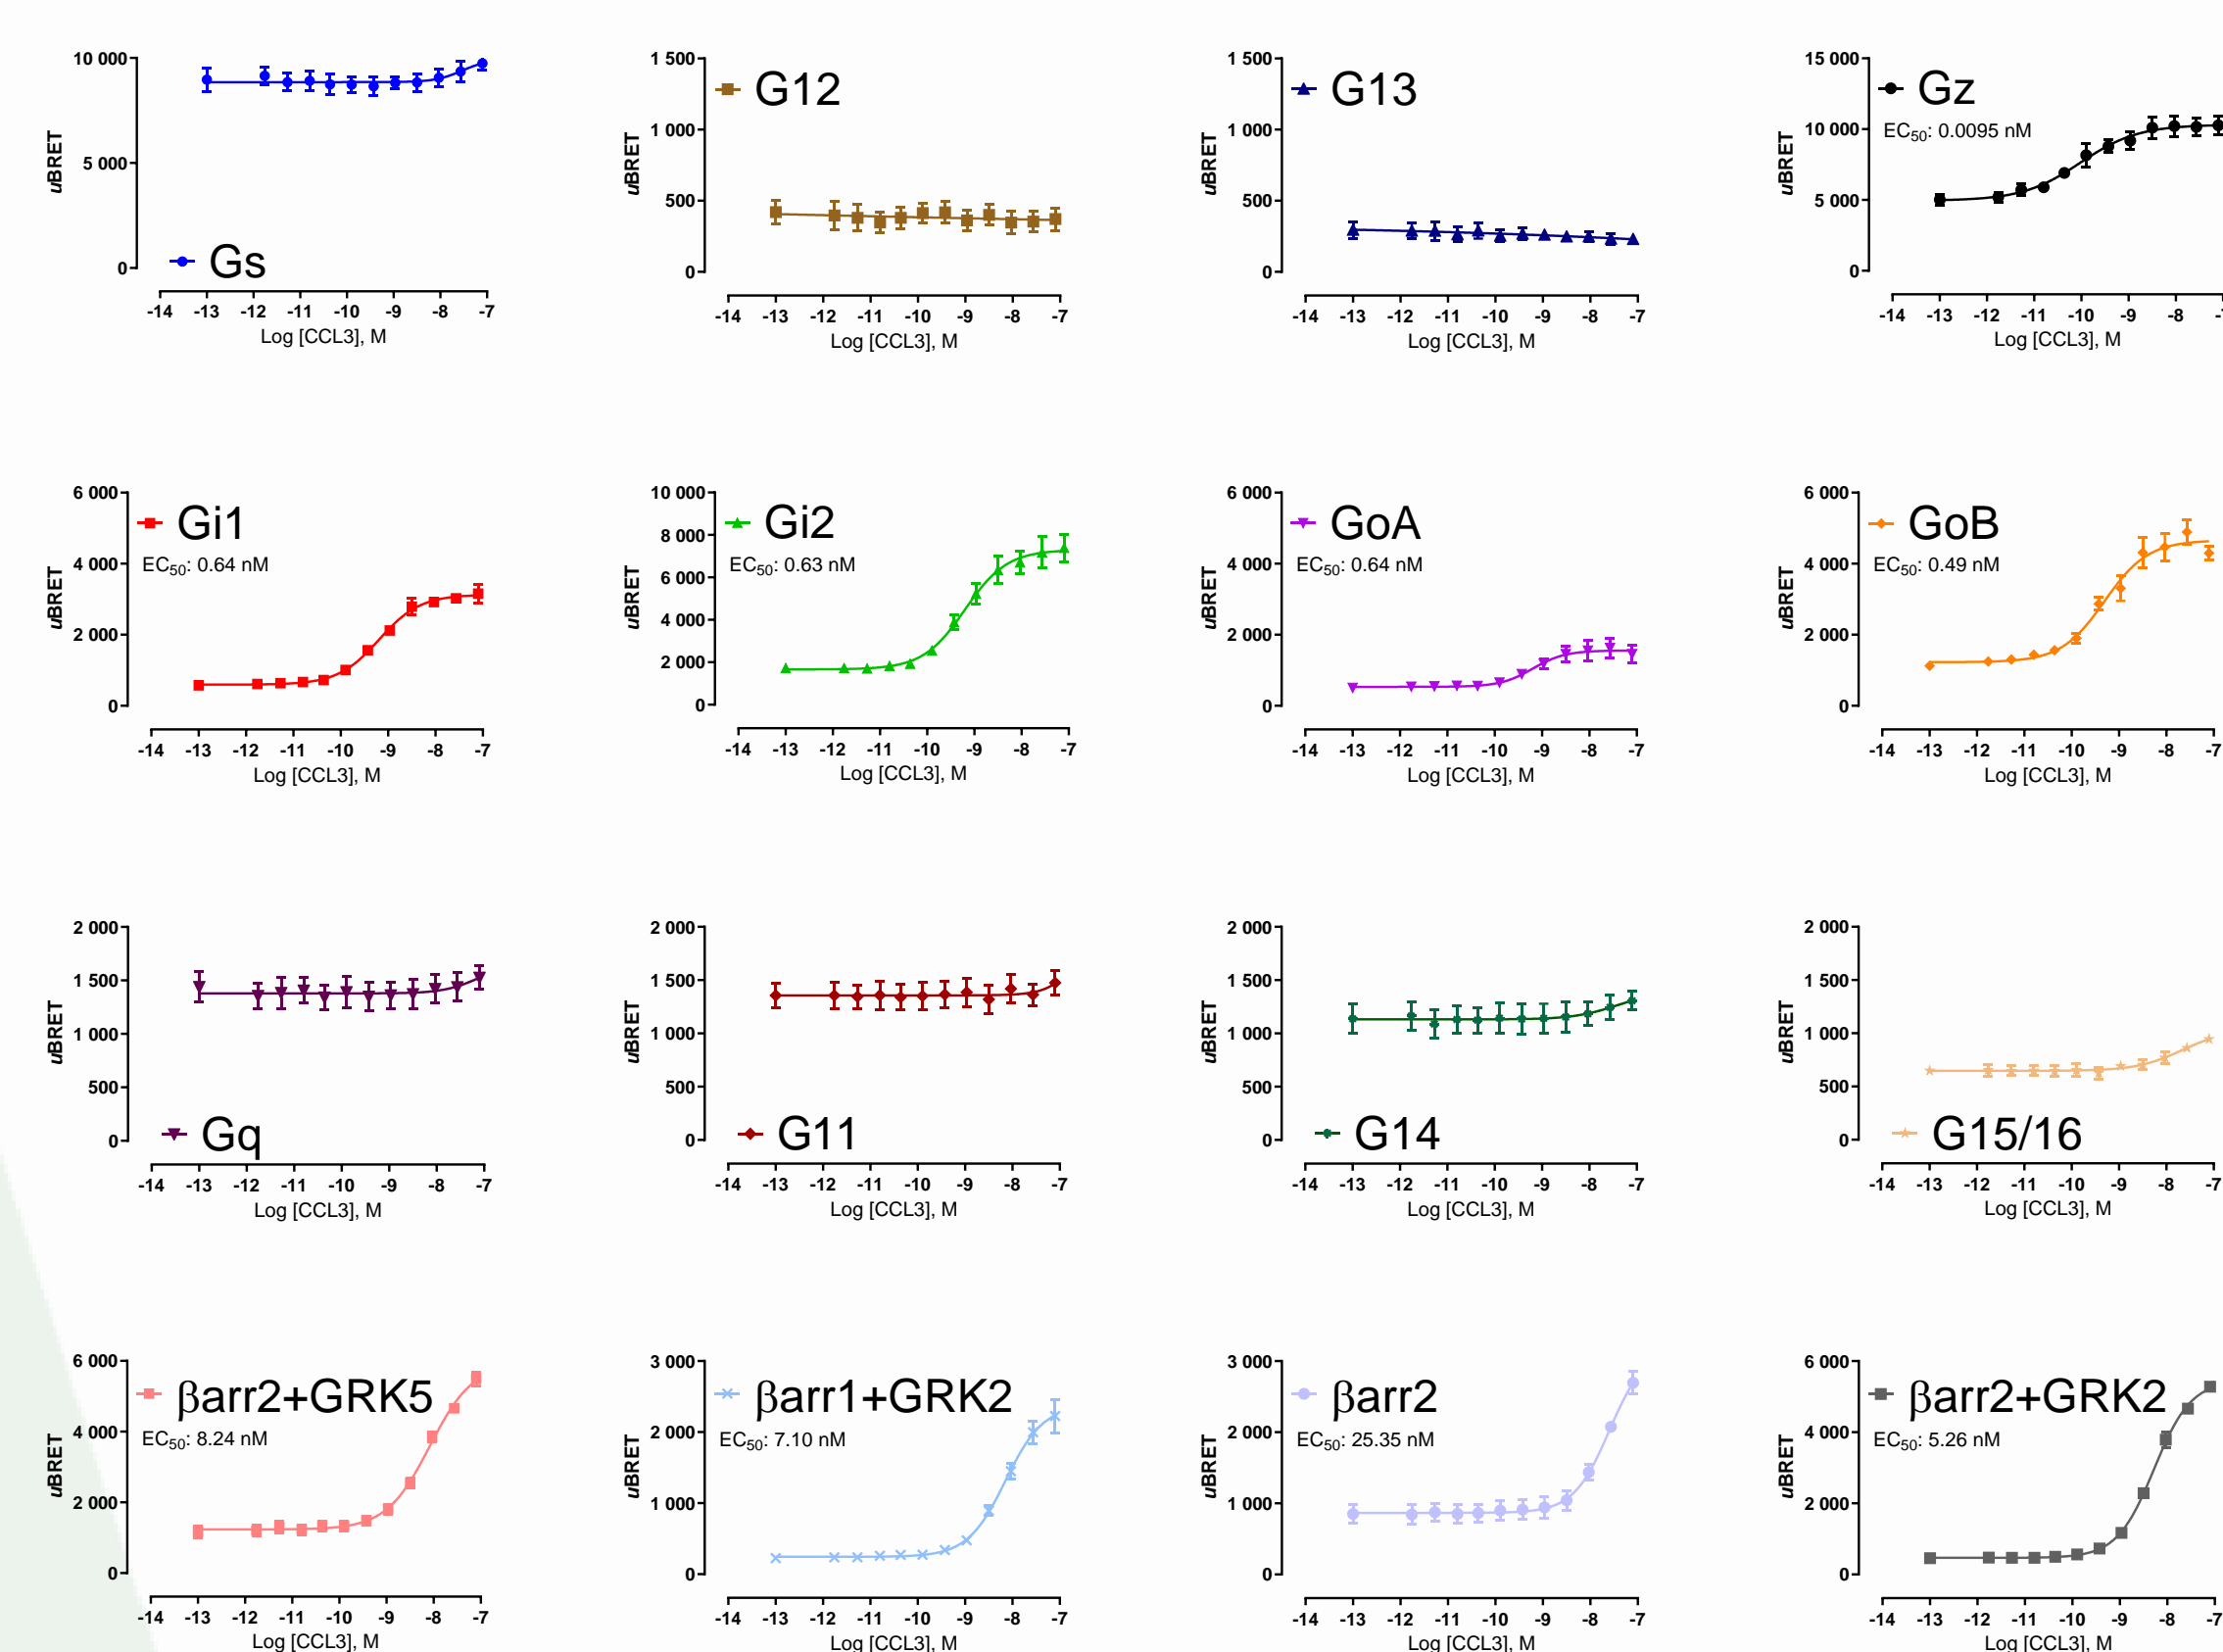 10 000
5 000
0
uBRET
Gs
-14 -13 -12 -11 -10 -9 -8 -7
Log [CCL3], M
1 500
1 000
500
0
uBRET
G12
-14 -13 -12 -11 -10 -9 -8 -7
Log [CCL3], M
1 500
1 000
500
0
uBRET
G13
-14 -13 -12 -11 -10 -9 -8 -7
Log [CCL3], M
15 000
10 000
5 000
0
uBRET
Gz
EC50: 0.0095 nM
-14 -13 -12 -11 -10 -9 -8
Log [CCL3], M
6 000
4 000
2 000
0
uBRET
Gi1
EC50: 0.64 nM
-14 -13 -12 -11 -10 -9 -8 -7
Log [CCL3], M
10 000
8 000
6 000
4 000
2 000
0
uBRET
Gi2
EC50: 0.63 nM
-14 -13 -12 -11 -10 -9 -8 -7
Log [CCL3], M
6 000
4 000
2 000
0
uBRET
GoA
EC50: 0.64 nM
-14 -13 -12 -11 -10 -9 -8 -7
Log [CCL3], M
6 000
4 000
2 000
0
uBRET
GoB
EC50: 0.49 nM
-14 -13 -12 -11 -10 -9 -8 -7
Log [CCL3], M
2 000
1 500
1 000
500
0
uBRET
Gq
-14 -13 -12 -11 -10 -9 -8 -7
Log [CCL3], M
2 000
1 500
1 000
500
0
uBRET
G11
-14 -13 -12 -11 -10 -9 -8 -7
Log [CCL3], M
2 000
1 500
1 000
500
0
uBRET
G14
-14 -13 -12 -11 -10 -9 -8 -7
Log [CCL3], M
2 000
1 500
1 000
500
0
uBRET
G15/16
-14 -13 -12 -11 -10 -9 -8 -7
Log [CCL3], M
6 000
4 000
2 000
0
uBRET
βarr2+GRK5
EC50: 8.24 nM
-14 -13 -12 -11 -10 -9 -8 -7
Log [CCL3], M
3 000
2 000
1 000
0
uBRET
βarr1+GRK2
EC50: 7.10 nM
-14 -13 -12 -11 -10 -9 -8 -7
Log [CCL3], M
3 000
2 000
1 000
0
uBRET
βarr2
EC50: 25.35 nM
-14 -13 -12 -11 -10 -9 -8 -7
Log [CCL3], M
6 000
4 000
2 000
0
uBRET
βarr2+GRK2
EC50: 5.26 nM
-14 -13 -12 -11 -10 -9 -8 -7
Log [CCL3], M